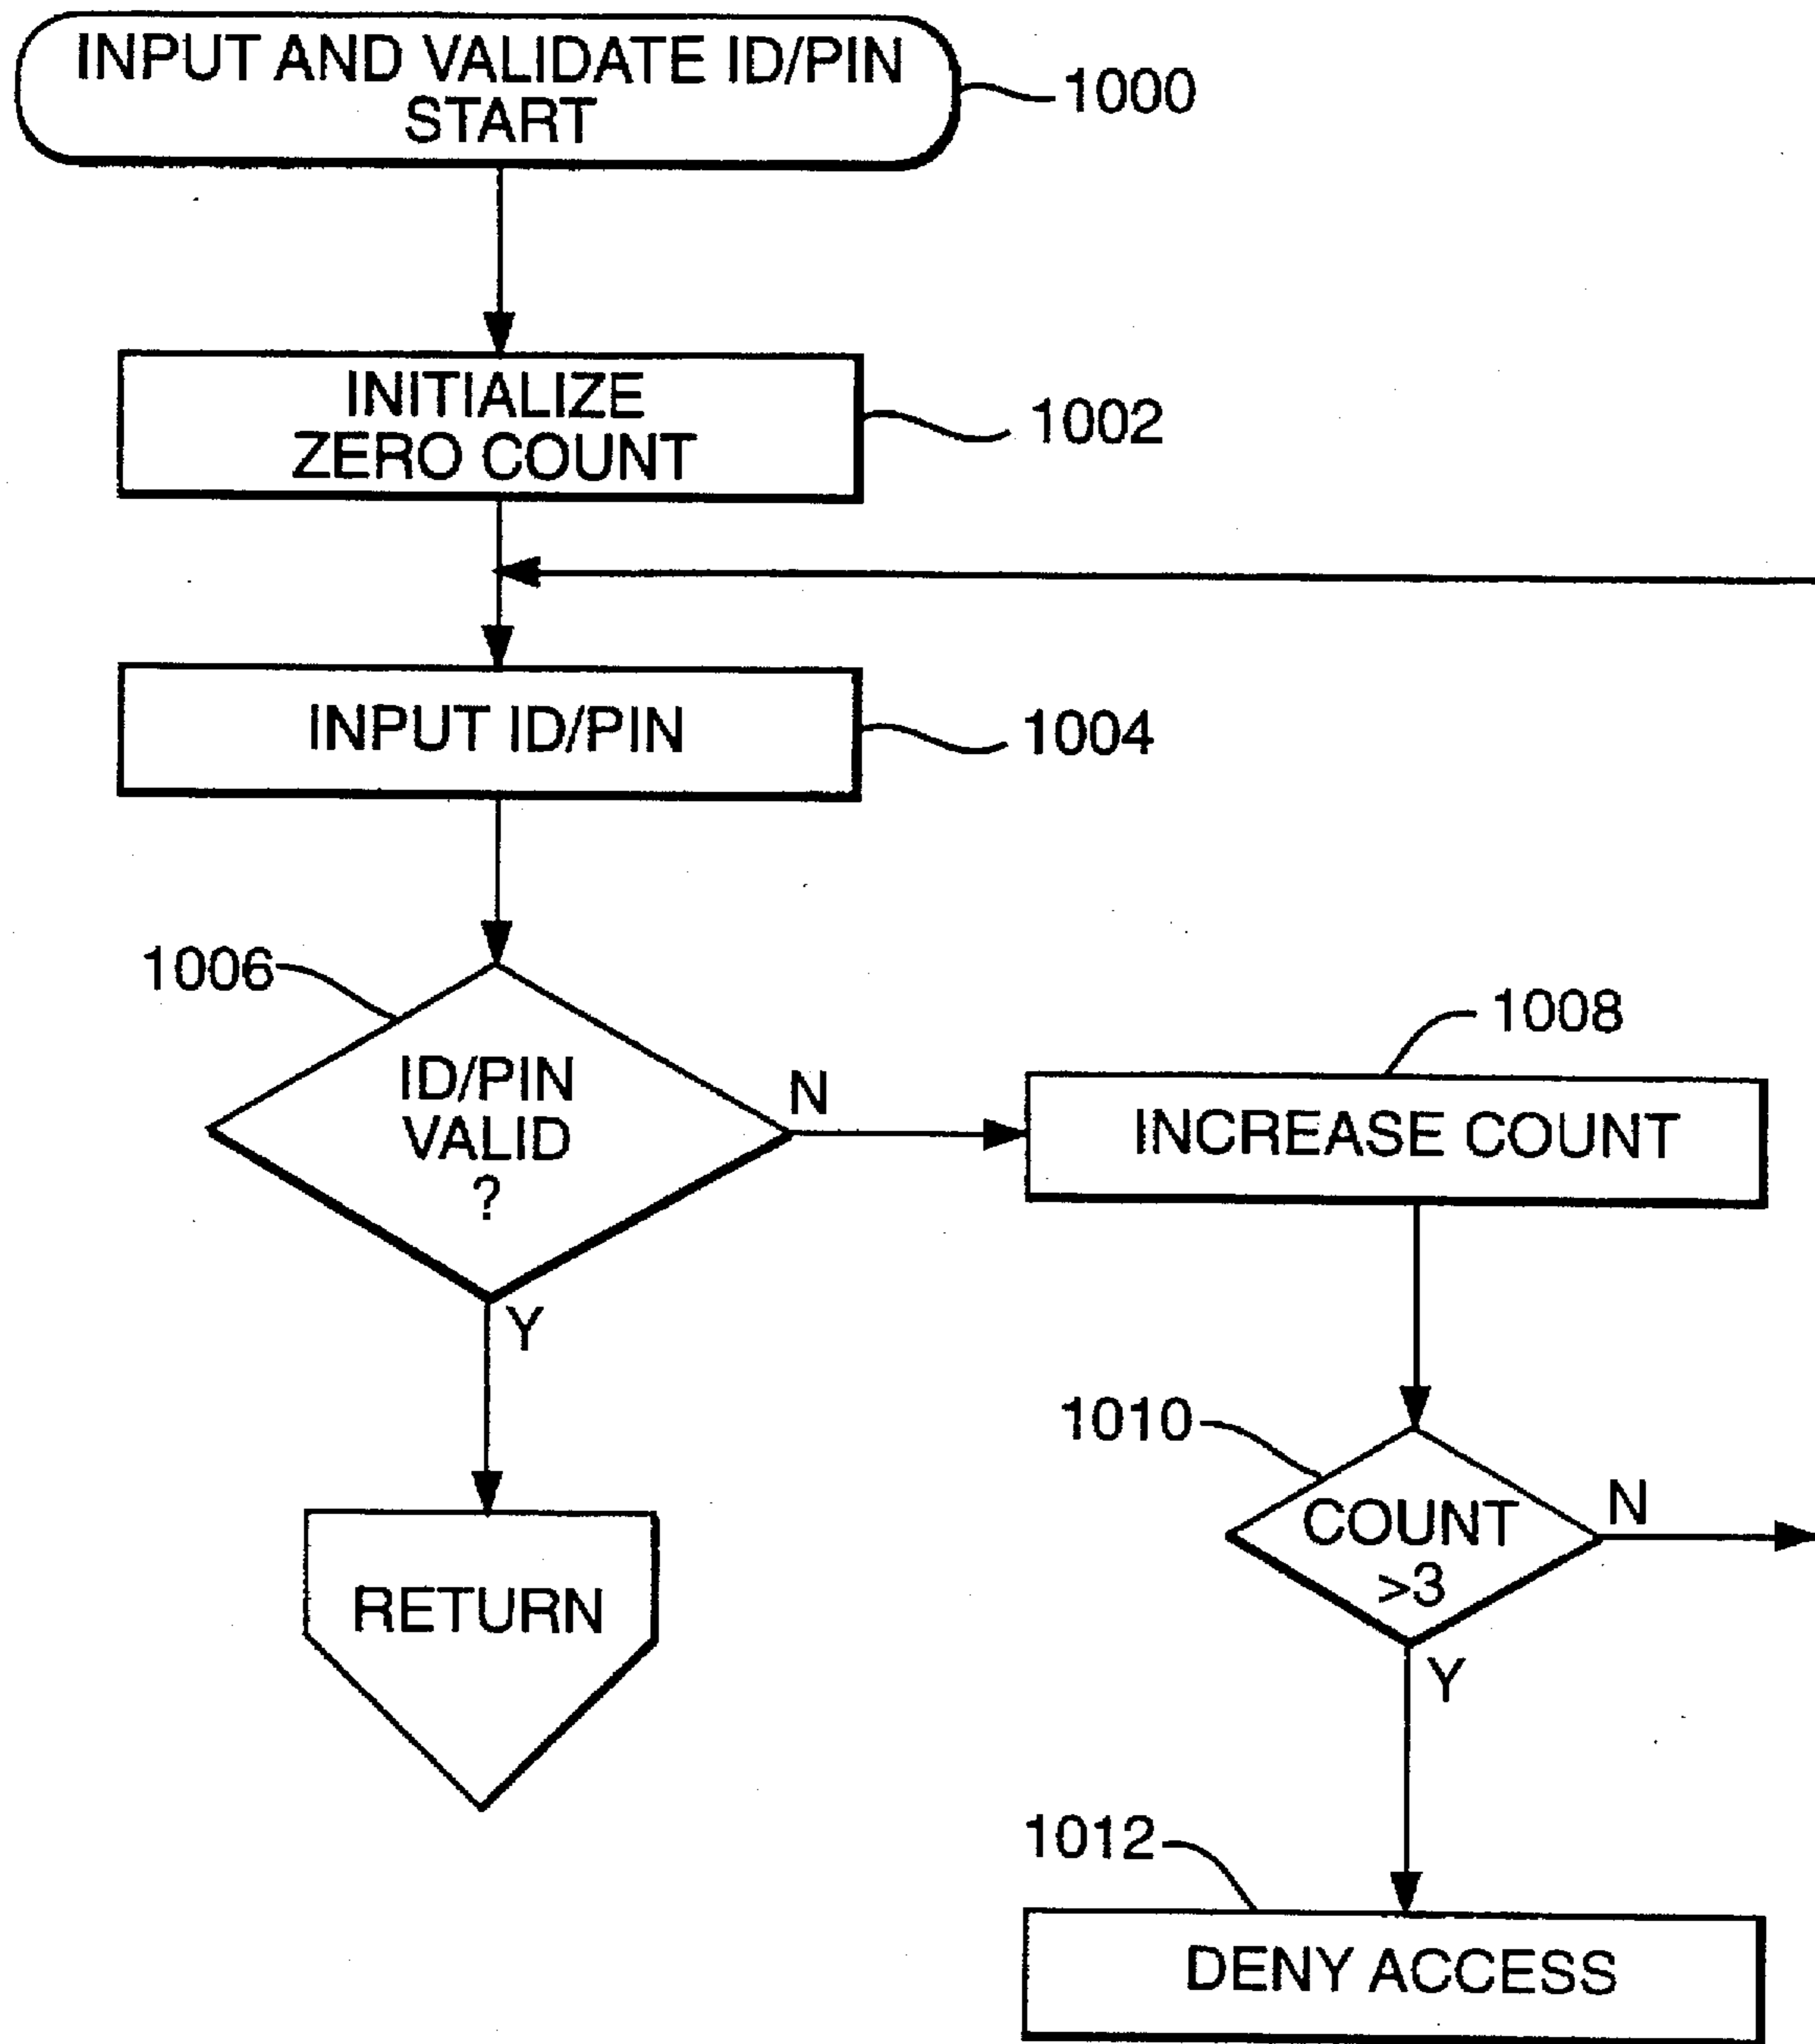 INPUT AND VALIDATE ID/PIN
START
1000
INITIALIZE
ZERO COUNT
1002
INPUT ID/PIN
1004
1006
ID/PIN
VALID
?
N
Y
1008
INCREASE COUNT
1010
COUNT
>3
N
Y
RETURN
1012
DENY ACCESS